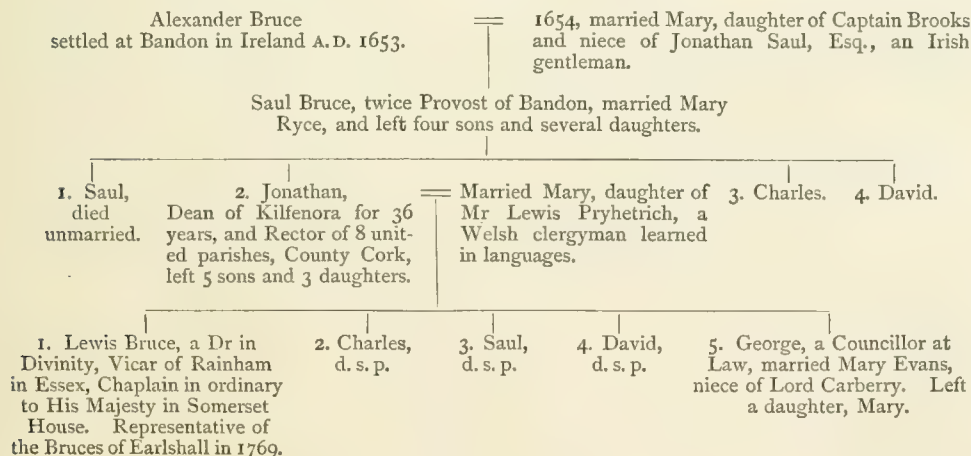 Alexander Bruce
settled at Bandon in Ireland A.D. 1653.
1654, married Mary, daughter of Captain Brooks
and niece of Jonathan Saul, Esq., an Irish
gentleman.
Saul Bruce, twice Provost of Bandon, married Mary
Ryce, and left four sons and several daughters.
1. Saul,
died
unmarried.
2. Jonathan,
Dean of Kilfenora for 36
years, and Rector of 8 unit-
ed parishes, County Cork,
left 5 sons and 3 daughters.
Married Mary, daughter of
Mr Lewis Pryhetrich, a
Welsh clergyman learned
in languages.
3. Charles.
4. David.
1. Lewis Bruce, a Dr in
Divinity, Vicar of Rainham
in Essex, Chaplain in ordinary
to His Majesty in Somerset
House. Representative of
the Bruces of Earlshall in 1769.
2. Charles,
d. s. p.
3. Saul,
d. s. p.
4. David,
d. s. p.
5. George, a Councillor at
Law, married Mary Evans,
niece of Lord Carberry. Left
a daughter, Mary.